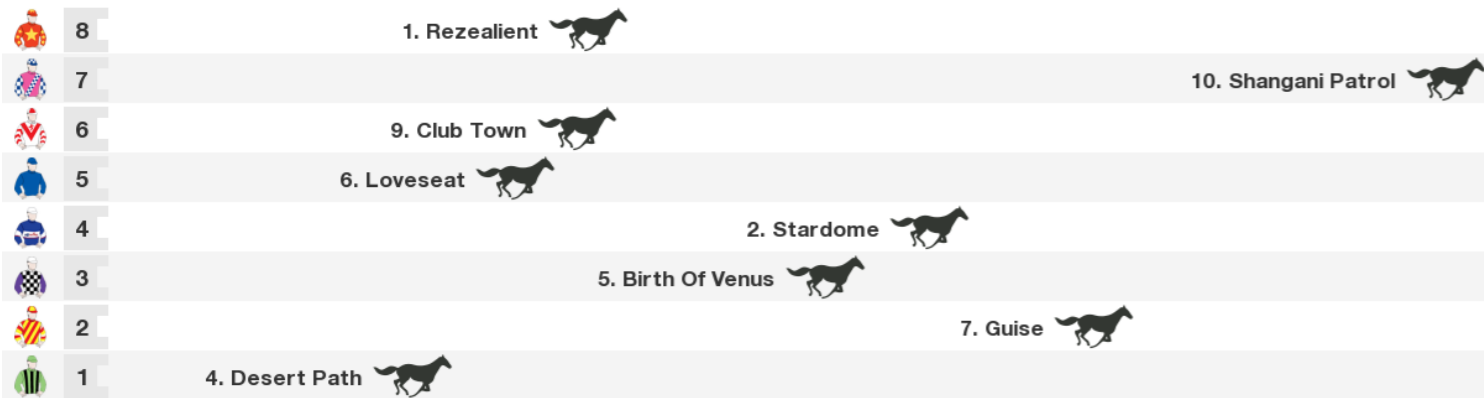 8 1. Rezealient
7 10. Shangani Patrol
6 9. Club Town
5 6. Loveseat
4 2. Stardome
3 5. Birth Of Venus
2 7. Guise
1 4. Desert Path